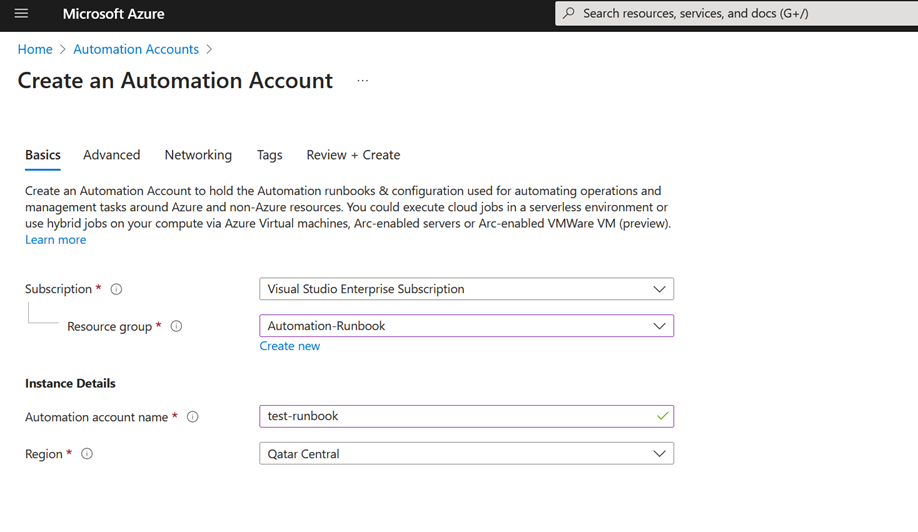 Microsoft Azure
Search resources, services, and docs (G+/)
Home > Automation Accounts >
Create an Automation Account ...
Basics Advanced Networking Tags Review + Create
Create an Automation Account to hold the Automation runbooks & configuration used for automating operations and
management tasks around Azure and non-Azure resources. You could execute cloud jobs in a serverless environment or
use hybrid jobs on your compute via Azure Virtual machines, Arc-enabled servers or Arc-enabled VMWare VM (preview).
Learn more
Subscription * Visual Studio Enterprise Subscription
Resource group * Automation-Runbook
Create new
Instance Details
Automation account name * test-runbook
Region * Qatar Central